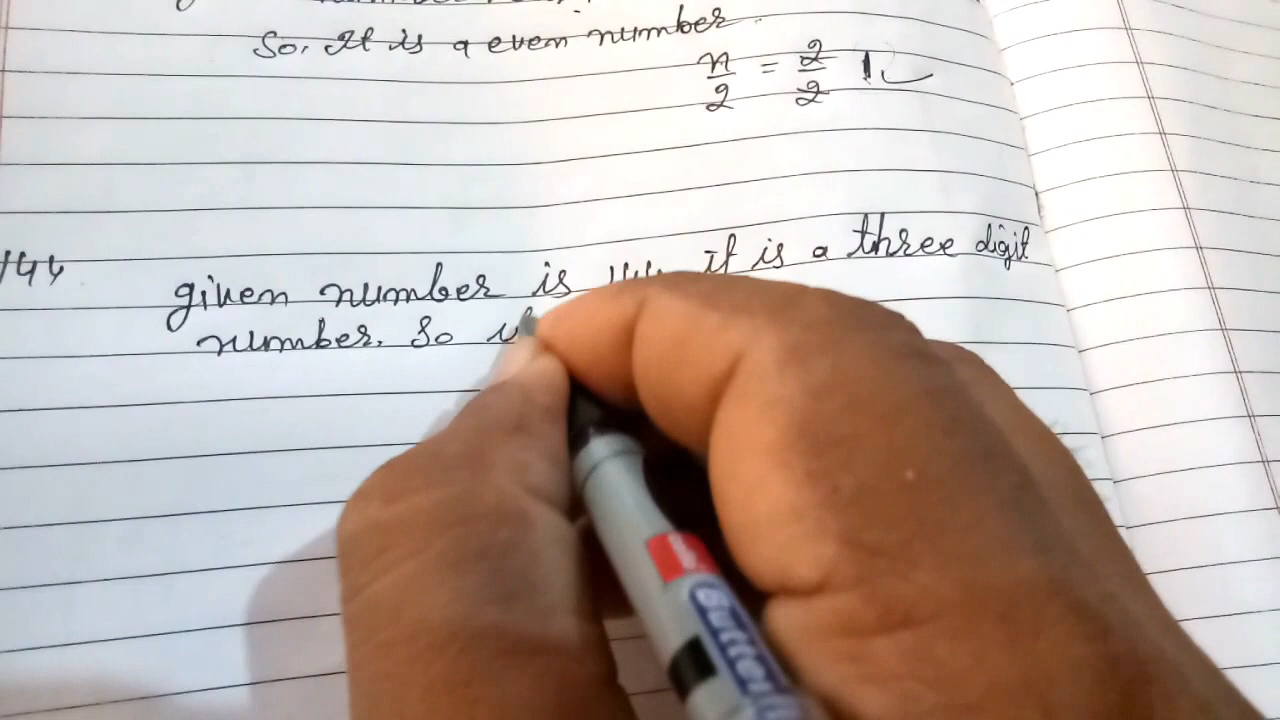 So, It is a even number
n/2 = 2/2 1
144
given number is 144 it is a three digit
number. So
Butterfl